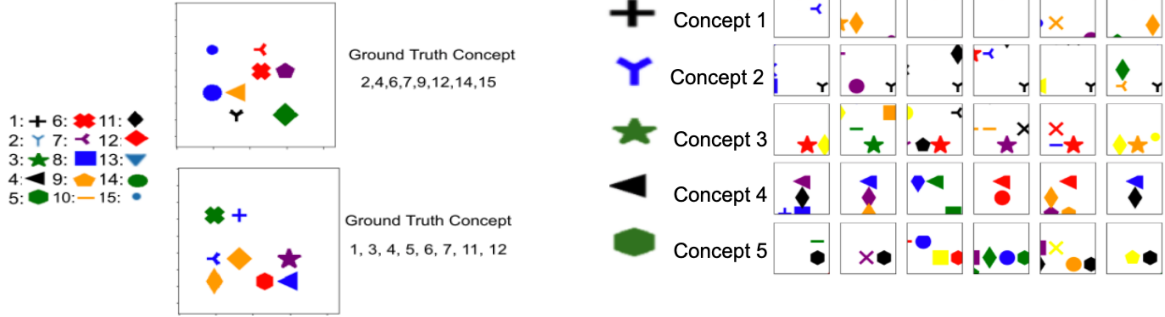 Ground Truth Concept
2,4,6,7,9,12,14,15
1: 6: 11:
2: 7: 12:
3: 8: 13:
4: 9: 14:
5: 10: 15:
Ground Truth Concept
1, 3, 4, 5, 6, 7, 11, 12
Concept 1
Concept 2
Concept 3
Concept 4
Concept 5